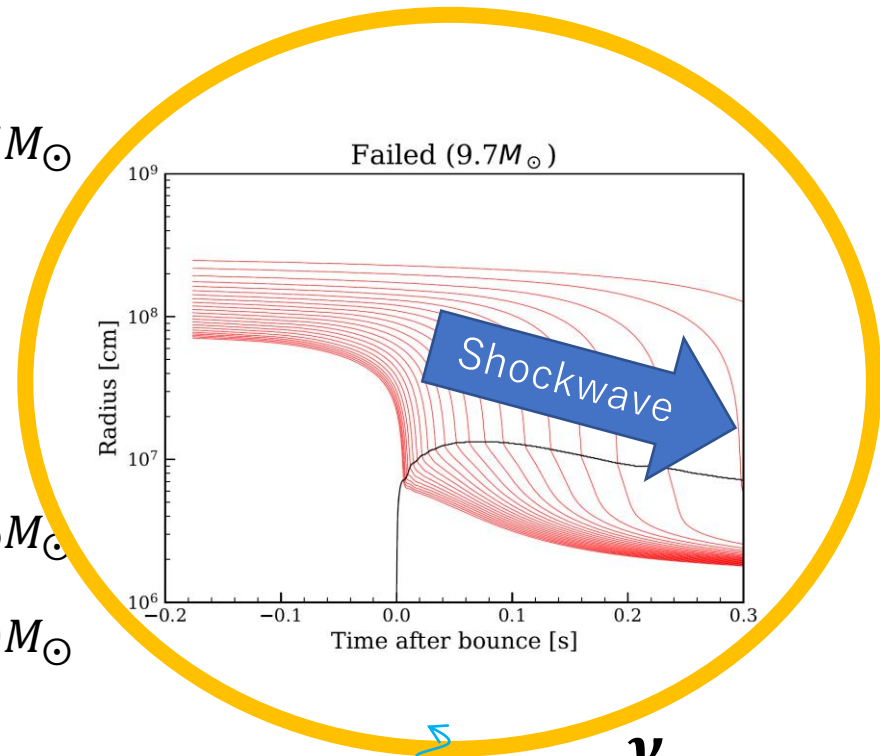 M☉
Failed (9.7M☉)
10⁹
10⁸
10⁷
10⁶
Radius [cm]
Shockwave
−0.2
−0.1
0.0
0.1
0.2
0.3
Time after bounce [s]
M☉
M☉
ν